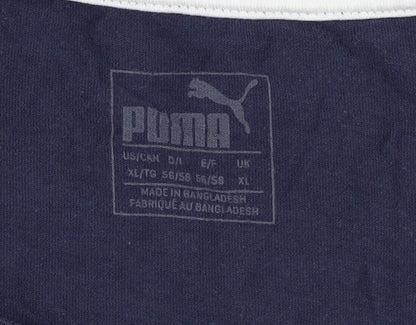 PUMA
US/CAN D/I E/F UK
XL/TG 56/58 56/58 XL
MADE IN BANGLADESH
FABRIQUÉ AU BANGLADESH